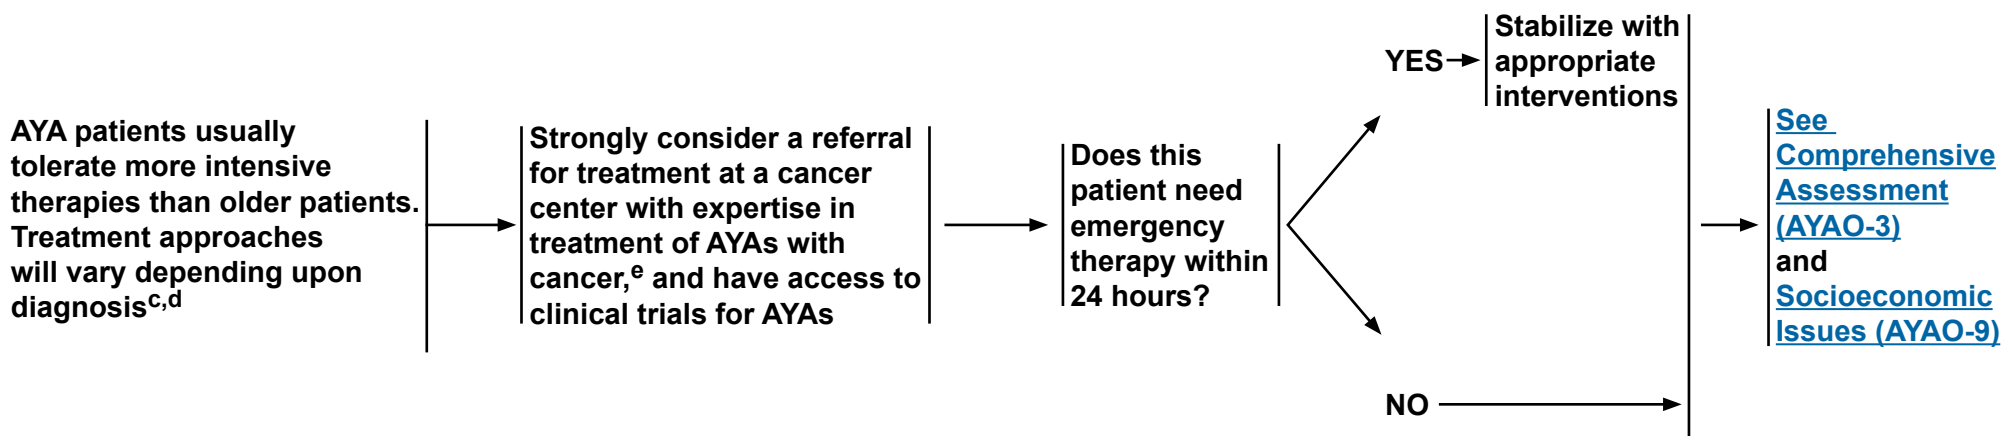 AYA patients usually
tolerate more intensive
therapies than older patients.
Treatment approaches
will vary depending upon
diagnosisc,d
Strongly consider a referral
for treatment at a cancer
center with expertise in
treatment of AYAs with
cancer,e and have access to
clinical trials for AYAs
Does this
patient need
emergency
therapy within
24 hours?
YES
Stabilize with
appropriate
interventions
NO
See
Comprehensive
Assessment
(AYAO-3)
and
Socioeconomic
Issues (AYAO-9)